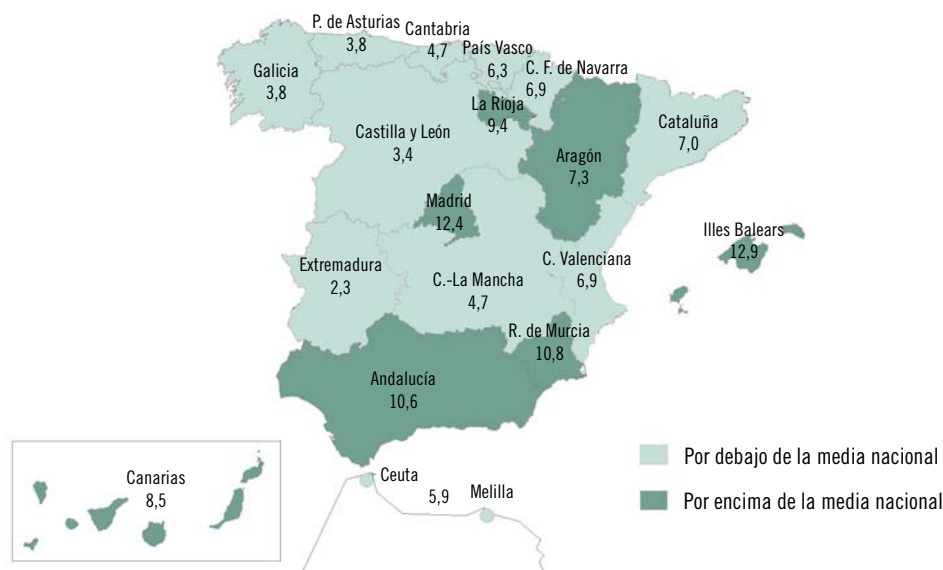 P. de Asturias
3,8
Cantabria
4,7
País Vasco
6,3
C. F. de Navarra
6,9
Galicia
3,8
La Rioja
9,4
Castilla y León
3,4
Cataluña
7,0
Aragón
7,3
Madrid
12,4
Illes Balears
12,9
Extremadura
2,3
C.-La Mancha
4,7
C. Valenciana
6,9
R. de Murcia
10,8
Andalucía
10,6
Canarias
8,5
Ceuta
5,9
Melilla
Por debajo de la media nacional
Por encima de la media nacional